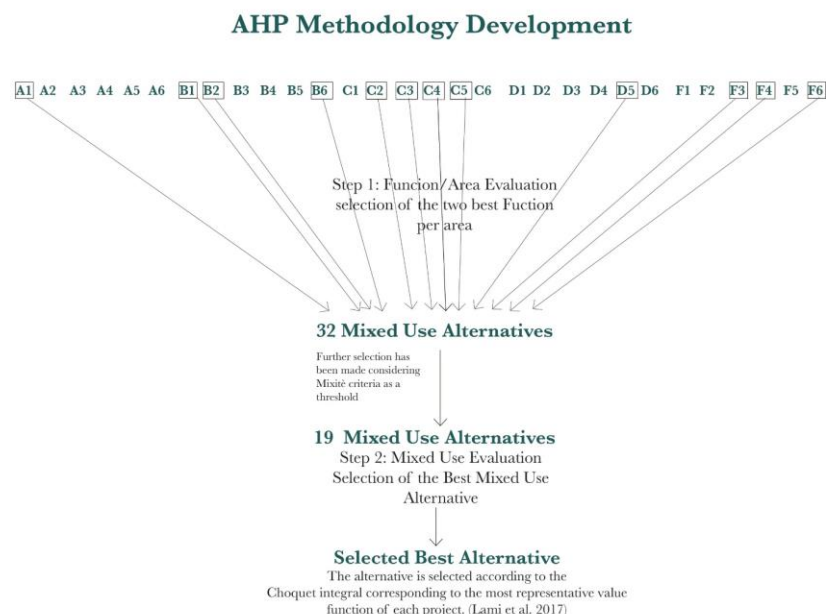 AHP Methodology Development
A1 A2 A3 A4 A5 A6 B1 B2 B3 B4 B5 B6 C1 C2 C3 C4 C5 C6 D1 D2 D3 D4 D5 D6 F1 F2 F3 F4 F5 F6
Step 1: Funcion/Area Evaluation
selection of the two best Fuction
per area
32 Mixed Use Alternatives
Further selection has
been made considering
Mixitè criteria as a
threshold
19 Mixed Use Alternatives
Step 2: Mixed Use Evaluation
Selection of the Best Mixed Use
Alternative
Selected Best Alternative
The alternative is selected according to the
Choquet integral corresponding to the most representative value
function of each project. (Lami et al. 2017)